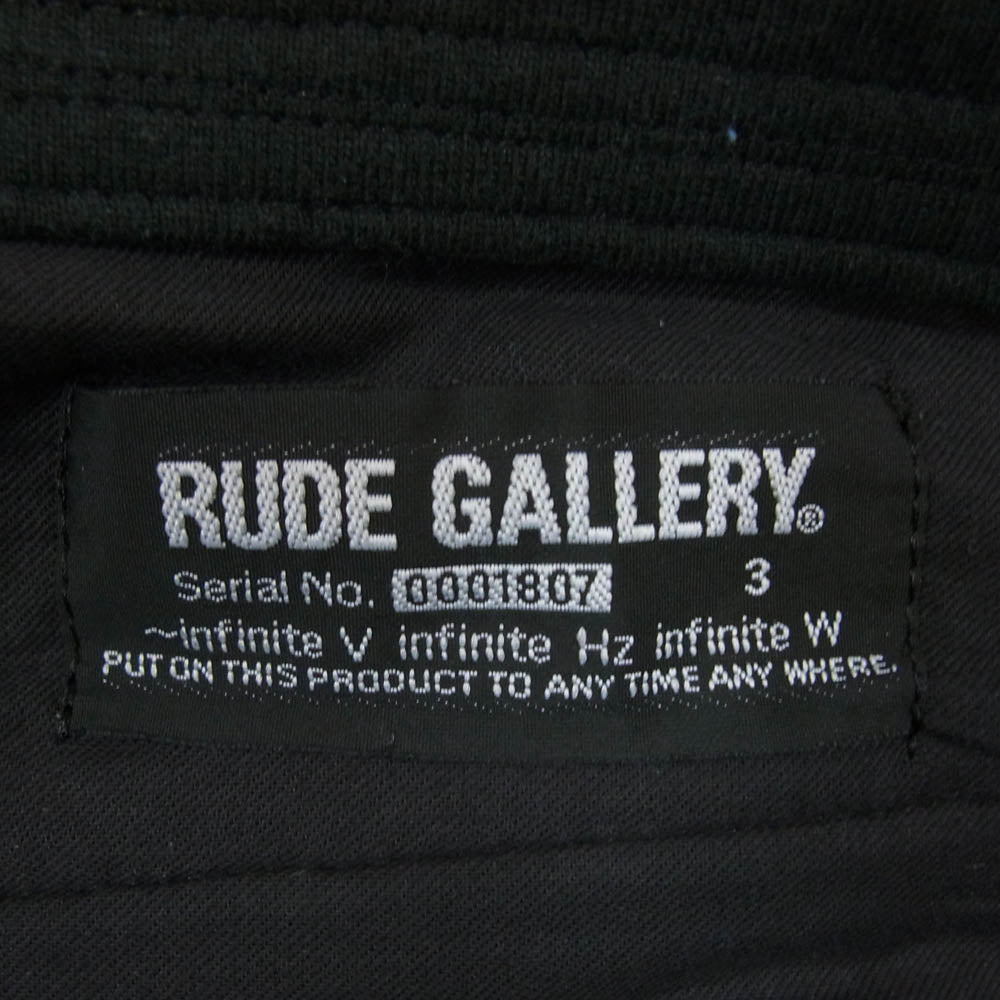 RUDE GALLERY®
Serial No. 0001807 3
~infinite V infinite Hz infinite W
PUT ON THIS PRODUCT TO ANY TIME ANY WHERE.